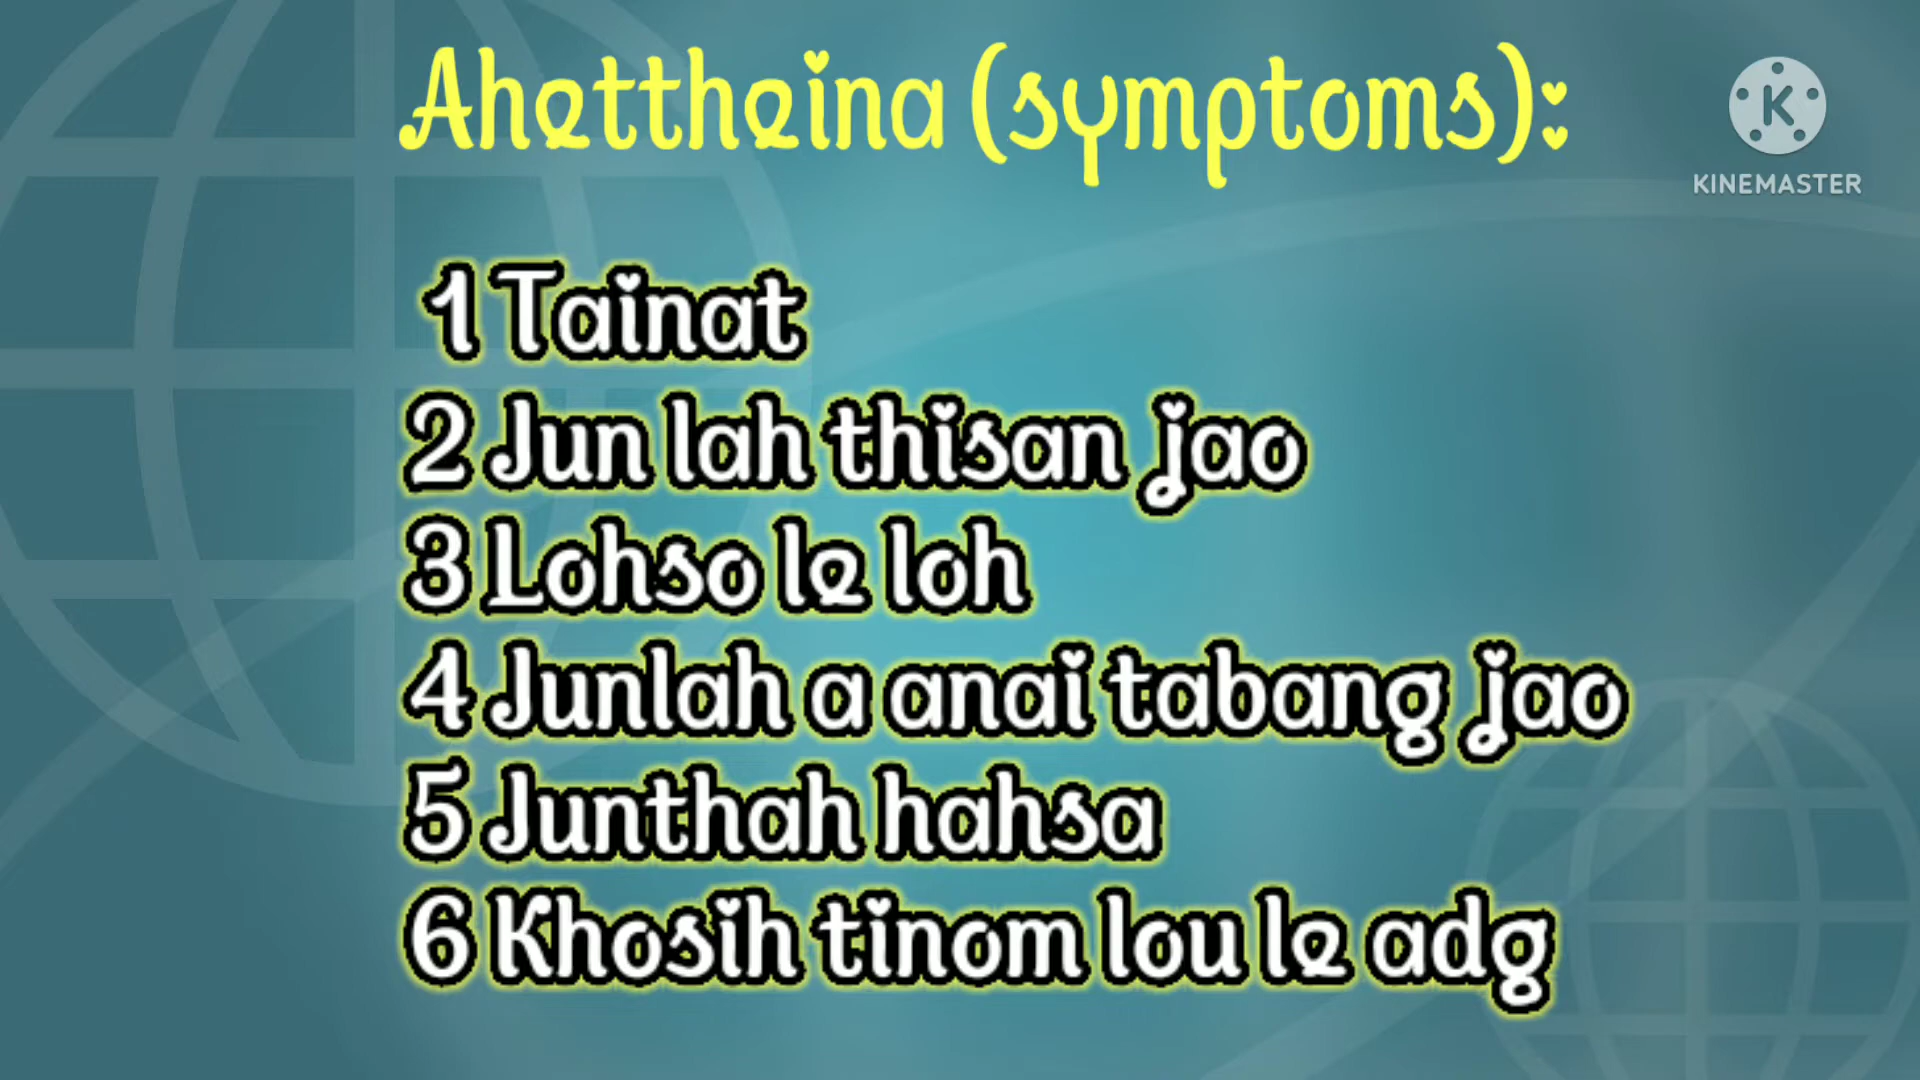 Ahettheina (symptoms):
KINEMASTER
1 Tainat
2 Jun lah thisan jao
3 Lohso le loh
4 Junlah a anai tabang jao
5 Junthah hahsa
6 Khosih tinom lou le adg